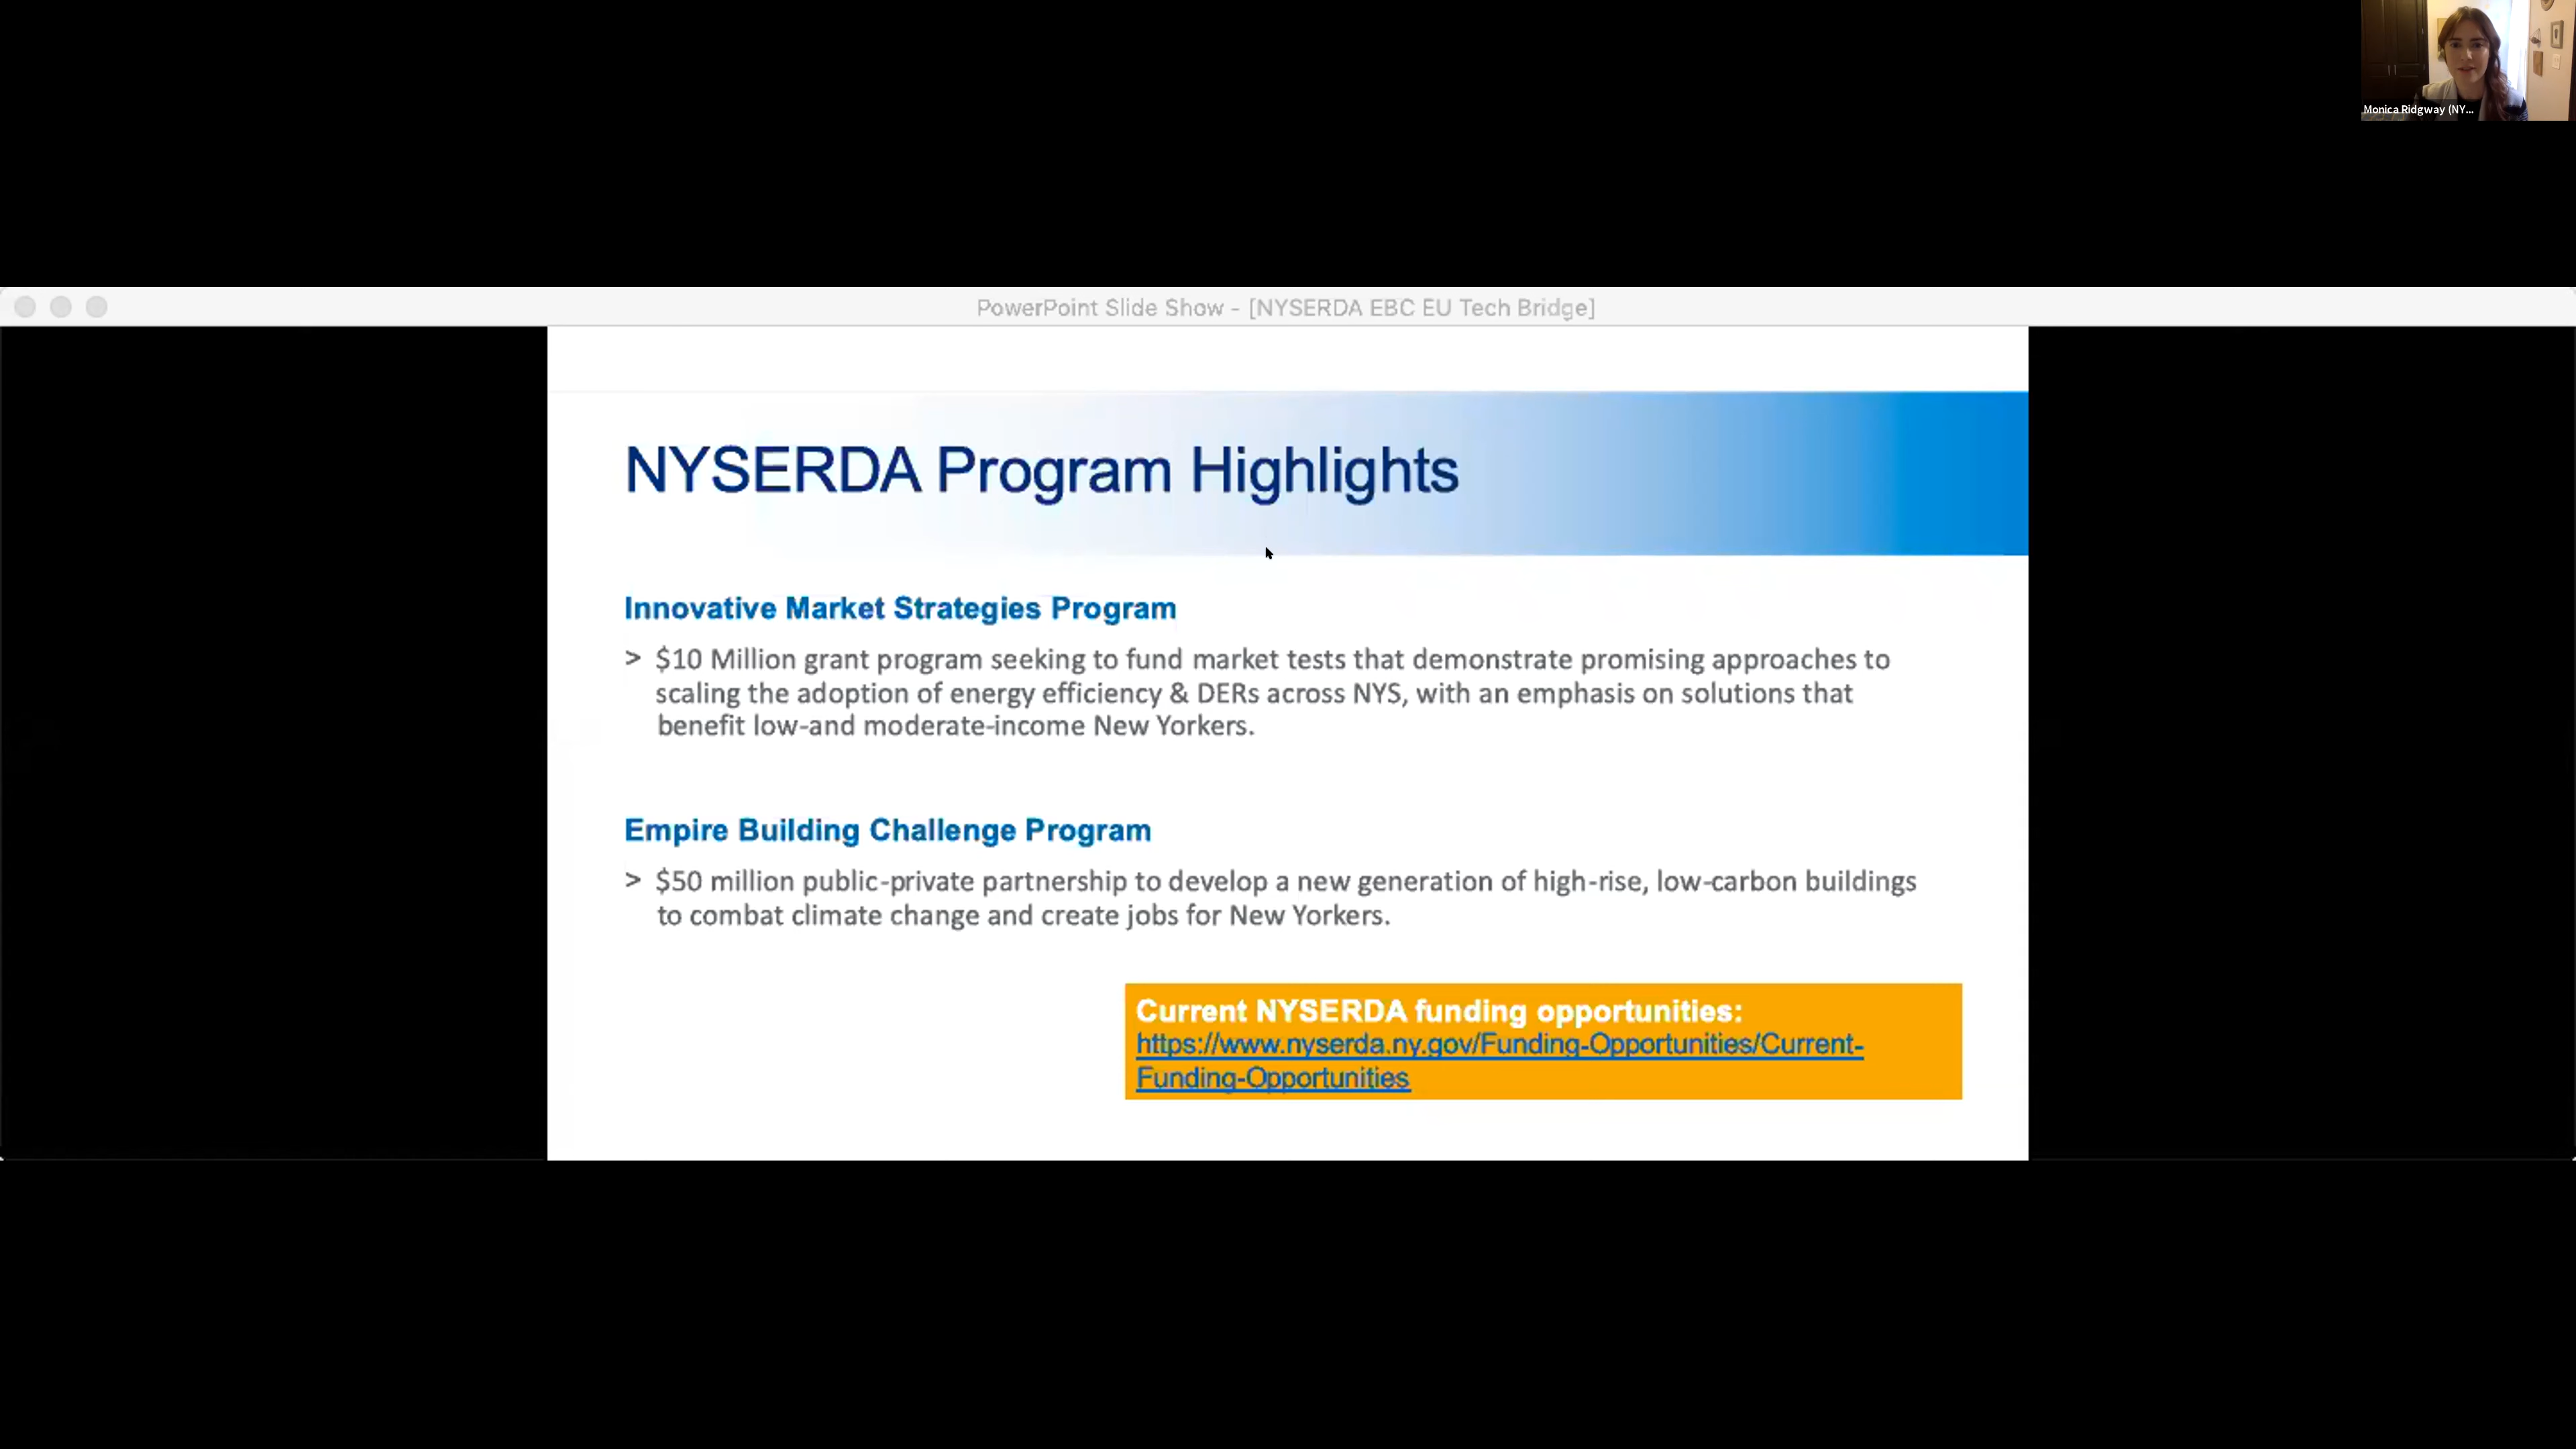 Monica Ridgway (NY...
PowerPoint Slide Show - [NYSERDA EBC EU Tech Bridge]
NYSERDA Program Highlights
Innovative Market Strategies Program
> $10 Million grant program seeking to fund market tests that demonstrate promising approaches to
scaling the adoption of energy efficiency & DERs across NYS, with an emphasis on solutions that
benefit low-and moderate-income New Yorkers.
Empire Building Challenge Program
> $50 million public-private partnership to develop a new generation of high-rise, low-carbon buildings
to combat climate change and create jobs for New Yorkers.
Current NYSERDA funding opportunities:
https://www.nyserda.ny.gov/Funding-Opportunities/Current-
Funding-Opportunities